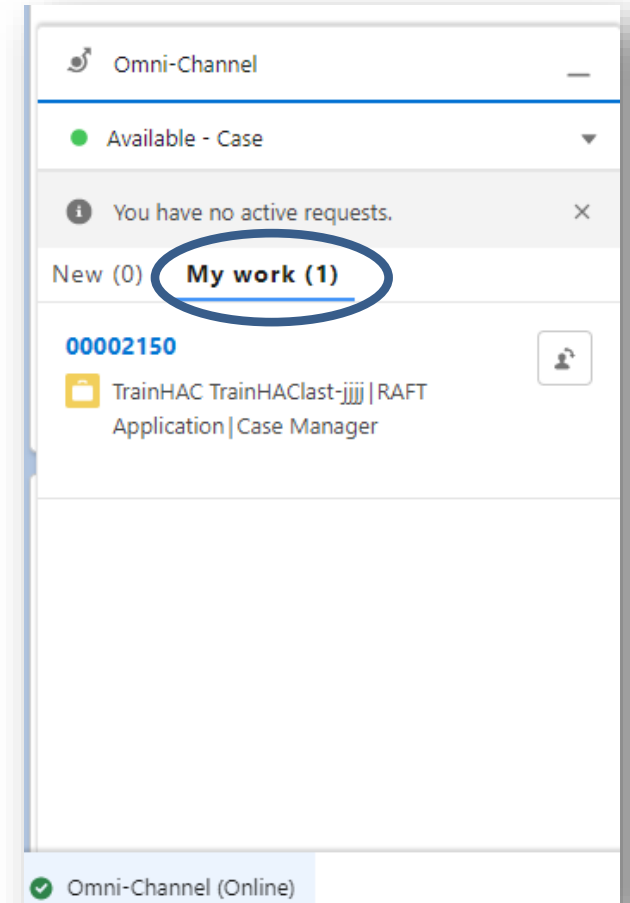 Omni-Channel
Available - Case
You have no active requests.
New (0) My work (1)
00002150
TrainHAC TrainHAClast-jjjj|RAFT
Application|Case Manager
Omni-Channel (Online)